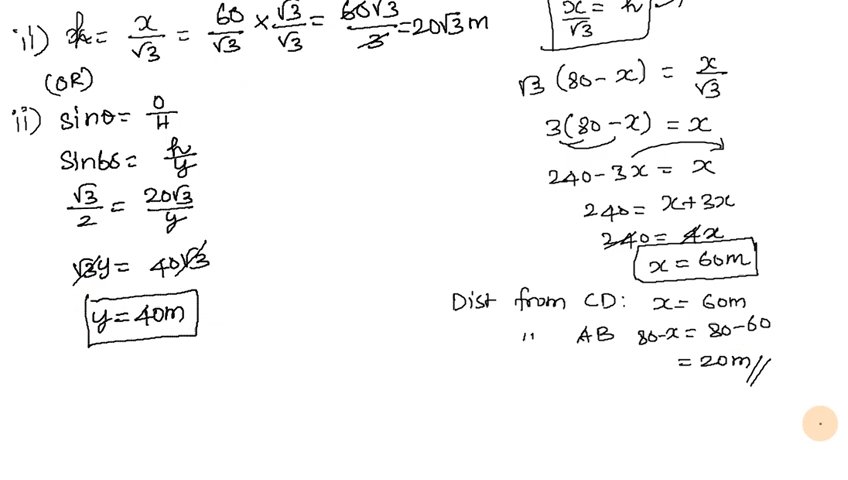 ii) h = x/√3 = 60/√3 × √3/√3 = 60√3/3 = 20√3 m
(OR)
ii) sinθ = O/H
Sin60 = h/y
√3/2 = 20√3/y
√3y = 40√3
y = 40m
x/√3 = h
√3 (80 - x) = x/√3
3(80 - x) = x
240 - 3x = x
240 = x + 3x
240 = 4x
x = 60m
Dist from CD: x = 60m
" AB 80 - x = 80 - 60
= 20m//